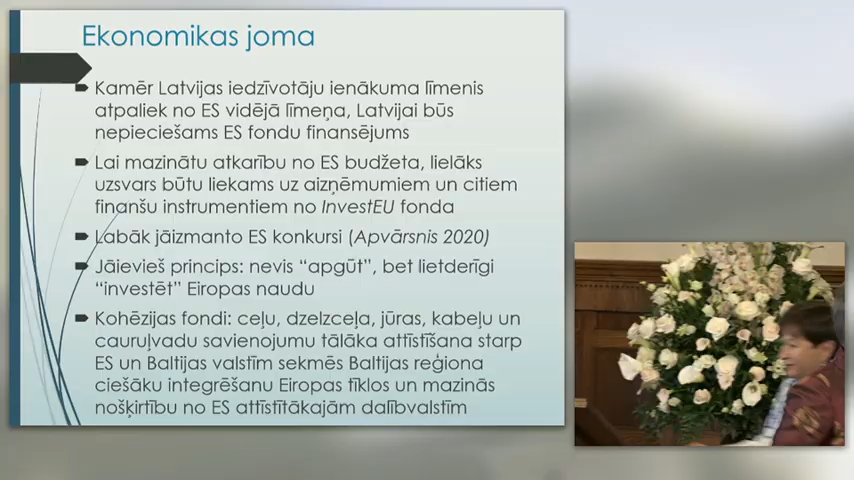 Ekonomikas joma
Kamēr Latvijas iedzīvotāju ienākuma līmenis
atpaliek no ES vidējā līmeņa, Latvijai būs
nepieciešams ES fondu finansējums
Lai mazinātu atkarību no ES budžeta, lielāks
uzsvars būtu liekams uz aizņēmumiem un citiem
finanšu instrumentiem no InvestEU fonda
Labāk jāizmanto ES konkursi (Apvārsnis 2020)
Jāievieš princips: nevis “apgūt”, bet lietderīgi
“investēt” Eiropas naudu
Kohēzijas fondi: ceļu, dzelzceļa, jūras, kabeļu un
cauruļvadu savienojumu tālāka attīstīšana starp
ES un Baltijas valstīm sekmēs Baltijas reģiona
ciešāku integrēšanu Eiropas tīklos un mazinās
nošķirtību no ES attīstītākajām dalībvalstīm